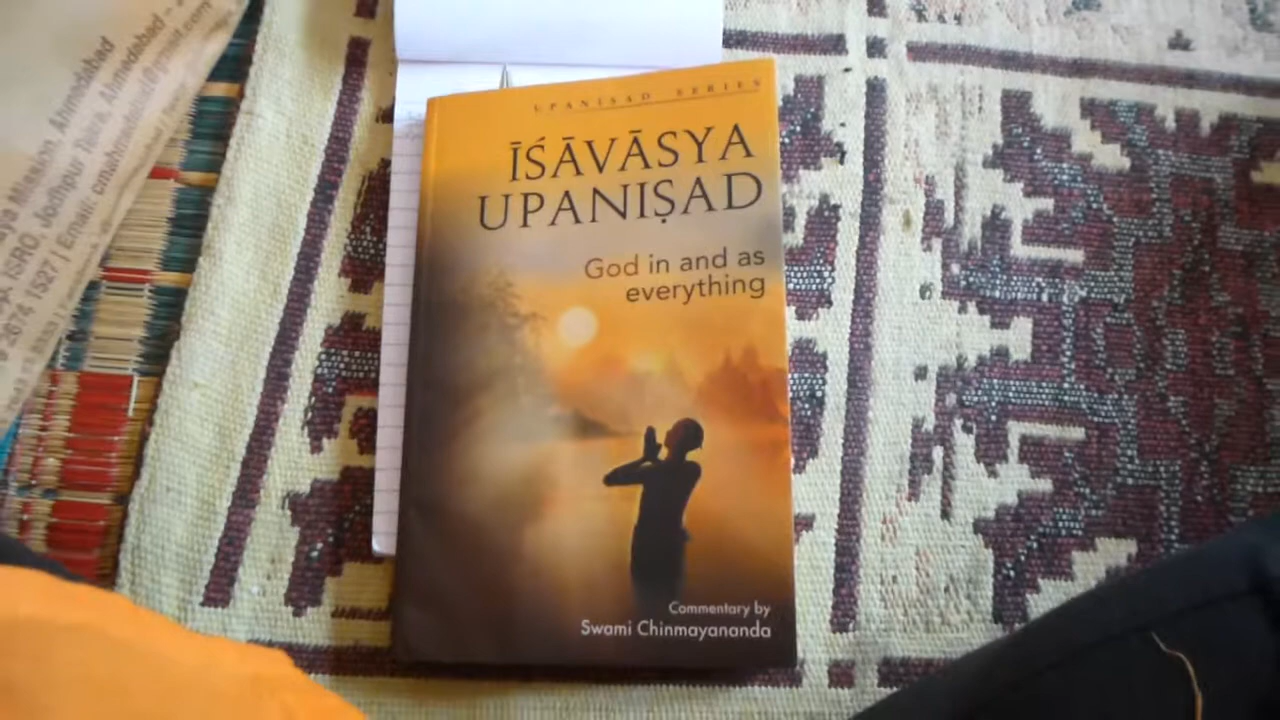 UPANIṢAD SERIES
ĪŚĀVĀSYA
UPANIṢAD
God in and as
everything
Commentary by
Swami Chinmayananda
Mission, Ahmedabad
ISRO, Jodhpur Tekra, Ahmedabad -
2674 1527 | Email: